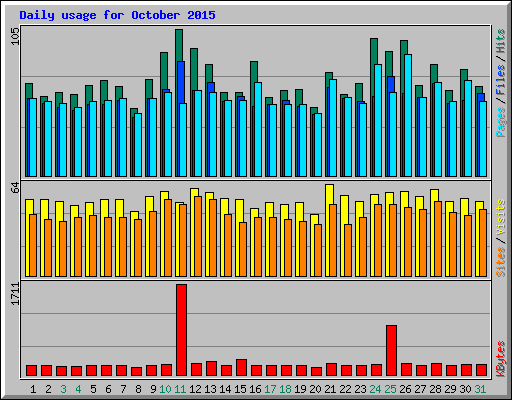 Daily usage for October 2015
105
Pages / Files / Hits
64
Sites / Visits
1711
KBytes
1 2 3 4 5 6 7 8 9 10 11 12 13 14 15 16 17 18 19 20 21 22 23 24 25 26 27 28 29 30 31